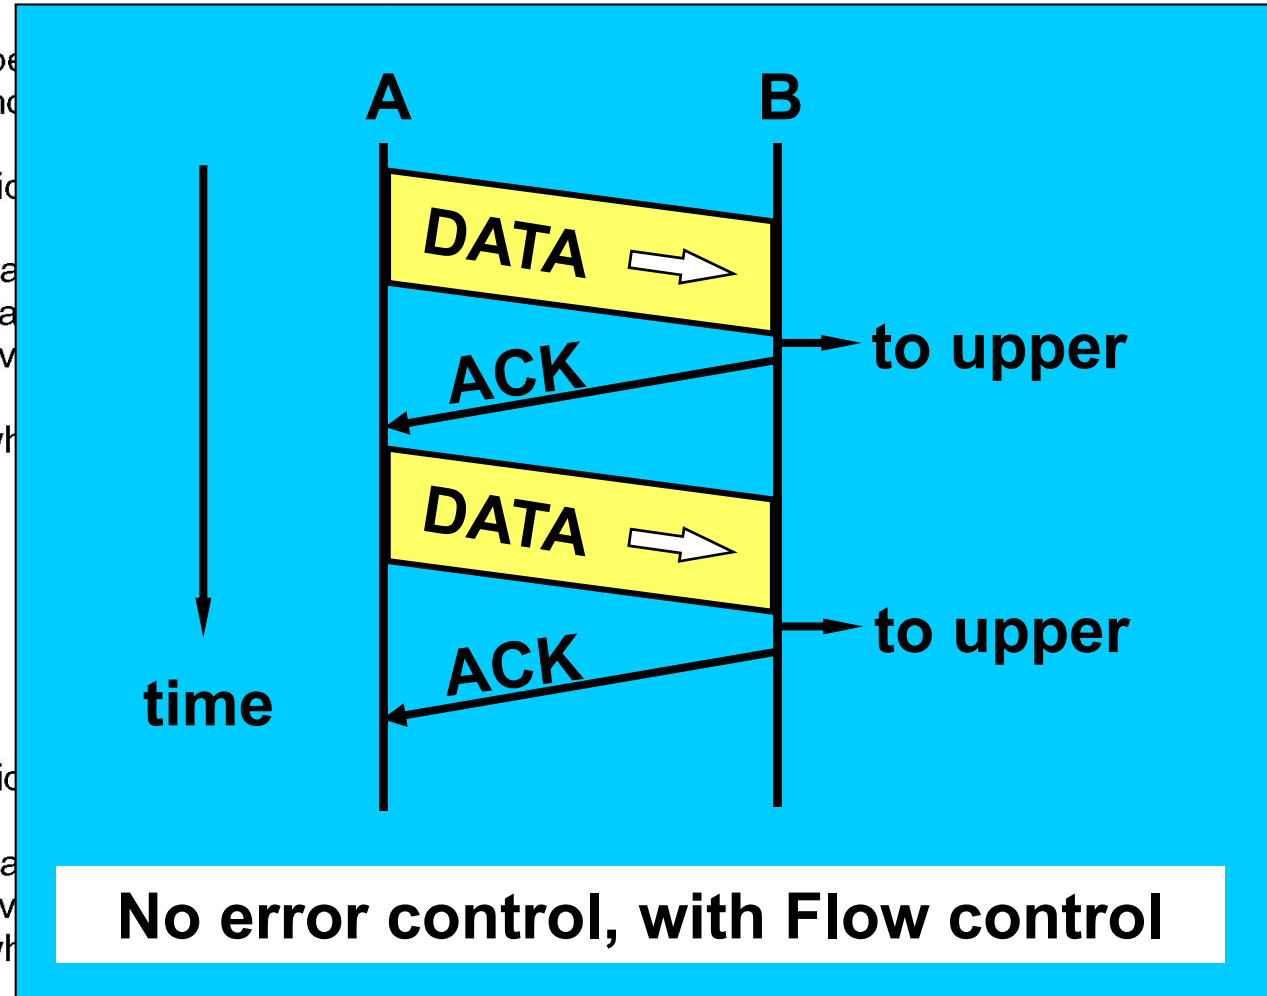 A
B
DATA
to upper
ACK
DATA
to upper
ACK
time
No error control, with Flow control